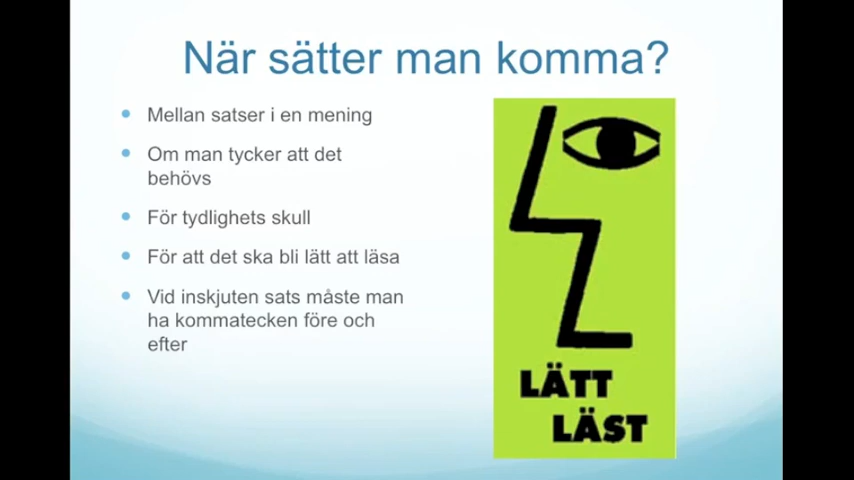 När sätter man komma?
Mellan satser i en mening
Om man tycker att det
behövs
För tydlighets skull
För att det ska bli lätt att läsa
Vid inskjuten sats måste man
ha kommatecken före och
efter
LÄTT
LÄST